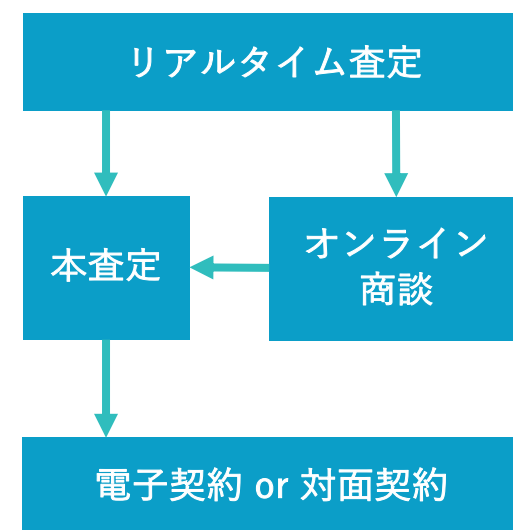 リアルタイム査定
本査定
オンライン
商談
電子契約 or 対面契約